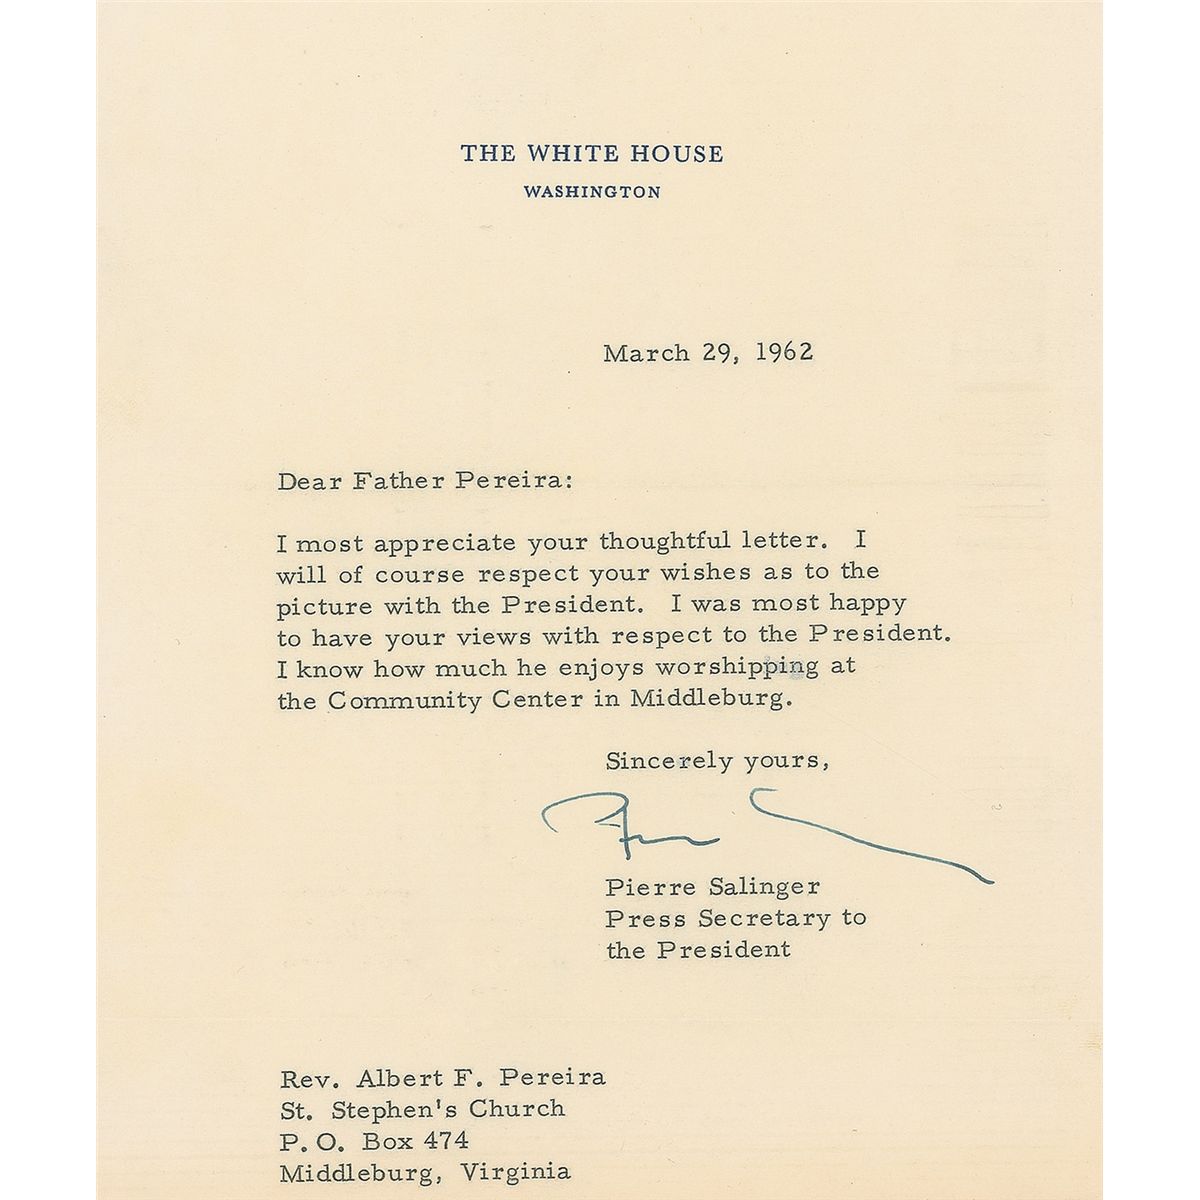 THE WHITE HOUSE
WASHINGTON
March 29, 1962
Dear Father Pereira:
I most appreciate your thoughtful letter. I
will of course respect your wishes as to the
picture with the President. I was most happy
to have your views with respect to the President.
I know how much he enjoys worshipping at
the Community Center in Middleburg.
Sincerely yours,
Pierre Salinger
Press Secretary to
the President
Rev. Albert F. Pereira
St. Stephen's Church
P. O. Box 474
Middleburg, Virginia